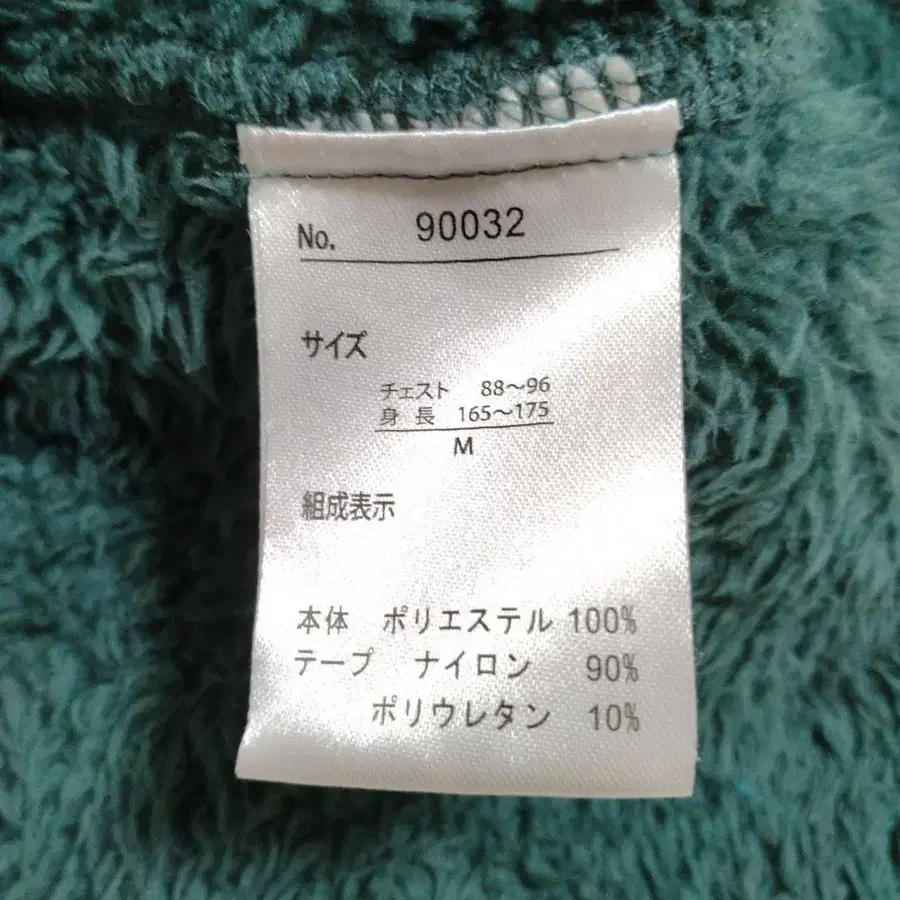 No. 90032
サイズ
チェスト 88～96
身長 165～175
M
組成表示
本体 ポリエステル 100%
テープ ナイロン 90%
ポリウレタン 10%